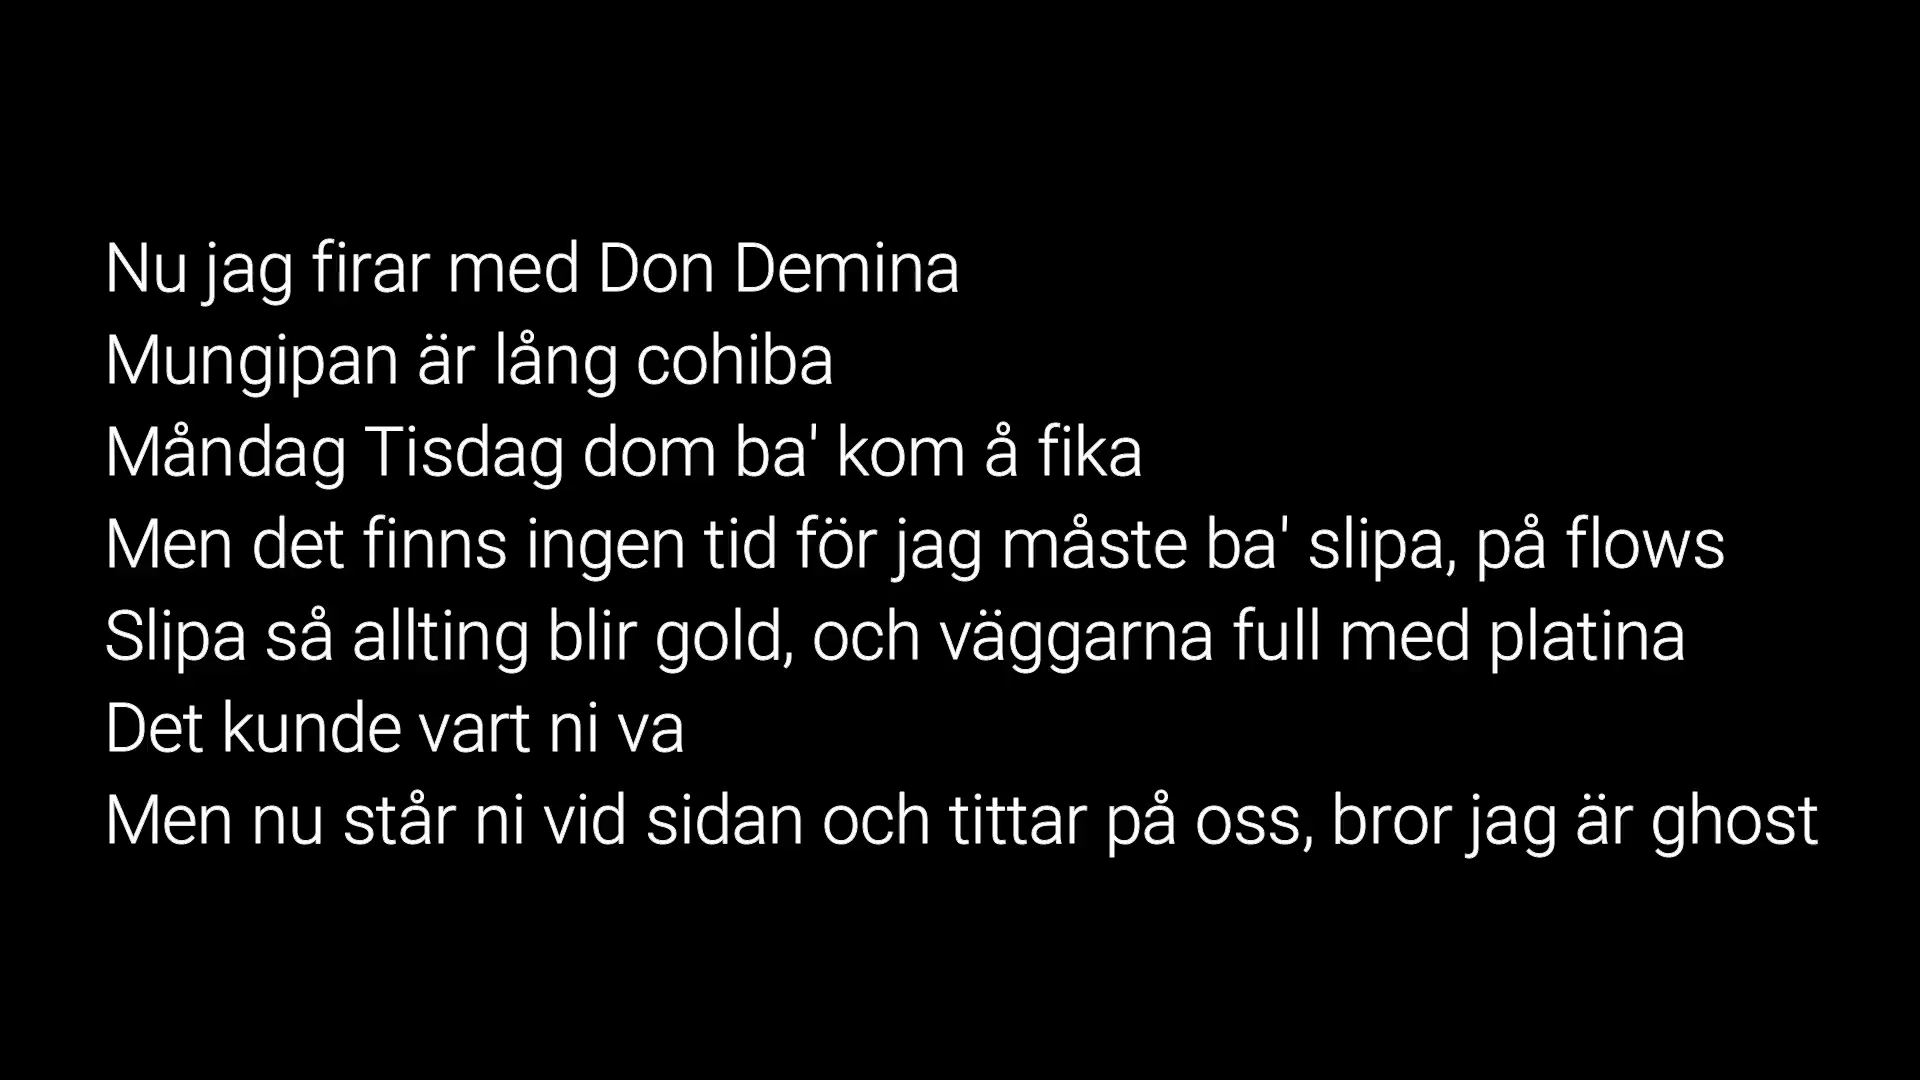 Nu jag firar med Don Demina
Mungipan är lång cohiba
Måndag Tisdag dom ba' kom å fika
Men det finns ingen tid för jag måste ba' slipa, på flows
Slipa så allting blir gold, och väggarna full med platina
Det kunde vart ni va
Men nu står ni vid sidan och tittar på oss, bror jag är ghost